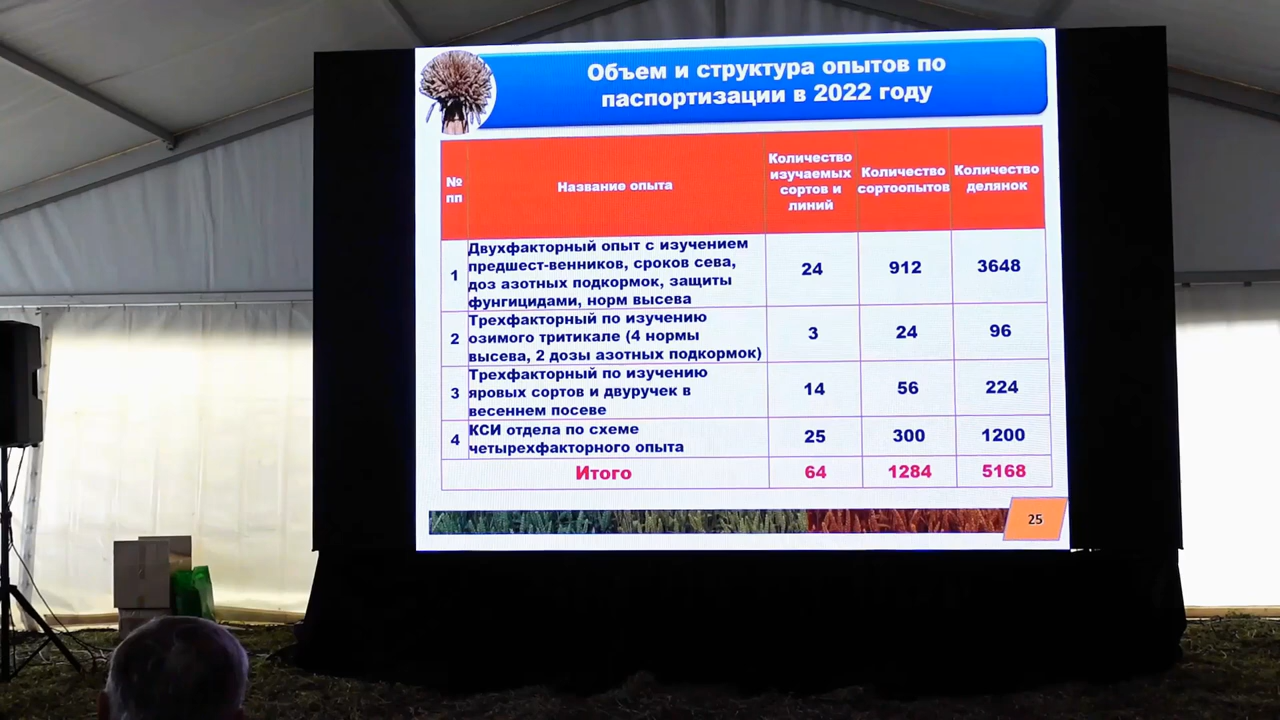 Объем и структура опытов по
паспортизации в 2022 году
№
пп
Название опыта
Количество
изучаемых
сортов и
линий
Количество
сортоопытов
Количество
делянок
1
Двухфакторный опыт с изучением
предшест-венников, сроков сева,
доз азотных подкормок, защиты
фунгицидами, норм высева
24
912
3648
2
Трехфакторный по изучению
озимого тритикале (4 нормы
высева, 2 дозы азотных подкормок)
3
24
96
3
Трехфакторный по изучению
яровых сортов и двуручек в
весеннем посеве
14
56
224
4
КСИ отдела по схеме
четырехфакторного опыта
25
300
1200
Итого
64
1284
5168
25